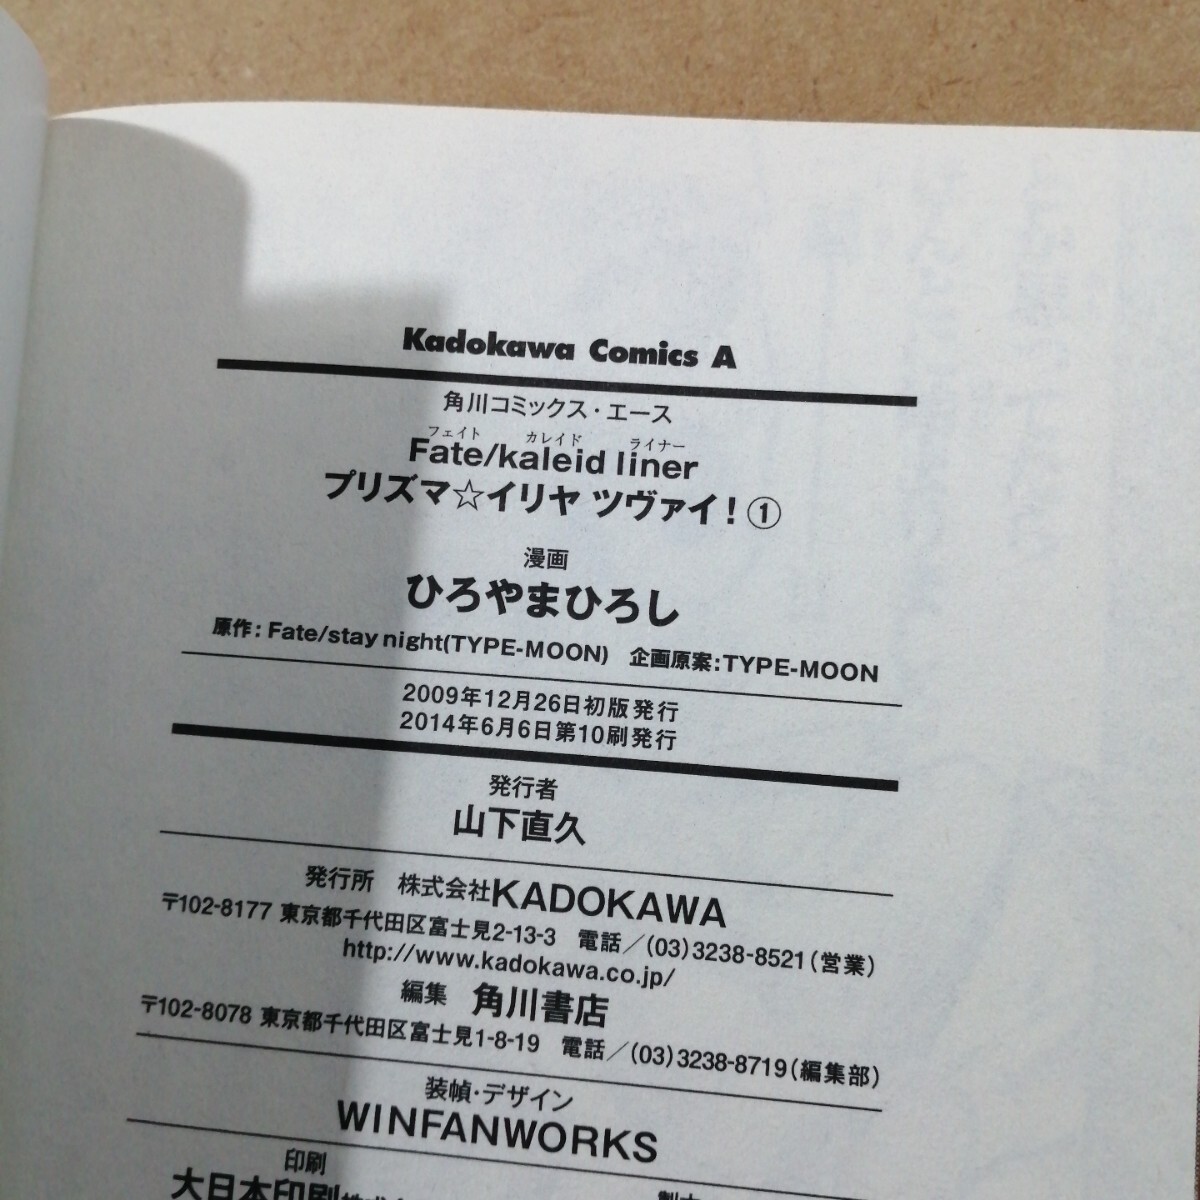 Kadokawa Comics A
角川コミックス・エース
フェイト カレイド ライナー
Fate/kaleid liner
プリズマ☆イリヤ ツヴァイ！①
漫画
ひろやまひろし
原作：Fate/stay night(TYPE-MOON) 企画原案：TYPE-MOON
2009年12月26日初版発行
2014年6月6日第10刷発行
発行者
山下直久
発行所 株式会社KADOKAWA
〒102-8177 東京都千代田区富士見2-13-3 電話／(03)3238-8521（営業）
http://www.kadokawa.co.jp/
編集 角川書店
〒102-8078 東京都千代田区富士見1-8-19 電話／(03)3238-8719（編集部）
装幀・デザイン
WINFANWORKS
印刷
大日本印刷